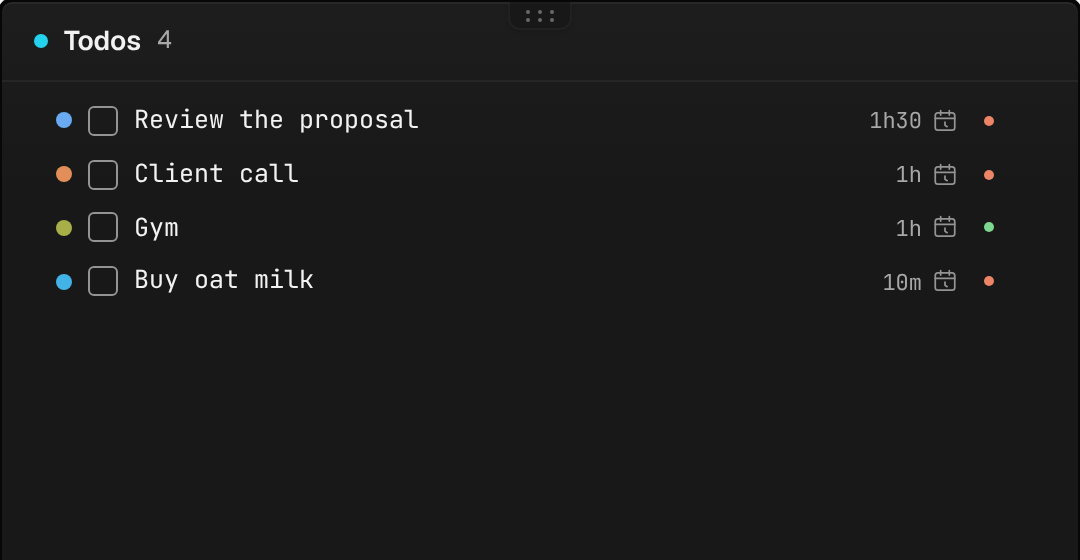 Todos 4
Review the proposal 1h30
Client call 1h
Gym 1h
Buy oat milk 10m